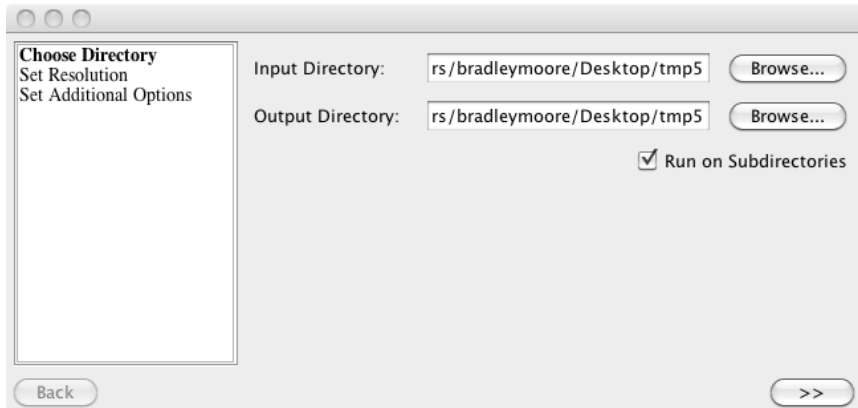 Choose Directory
Set Resolution
Set Additional Options
Input Directory: rs/bradleymoore/Desktop/tmp5 Browse...
Output Directory: rs/bradleymoore/Desktop/tmp5 Browse...
Run on Subdirectories
Back >>